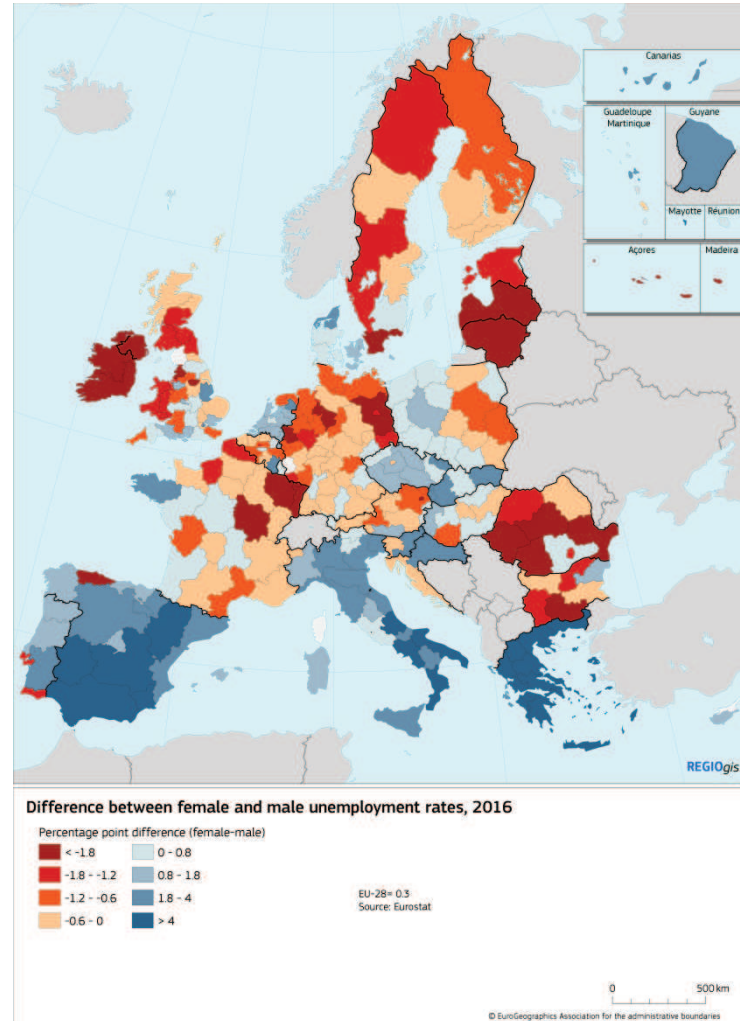 Canarias
Guadeloupe
Martinique
Guyane
Mayotte
Réunion
Açores
Madeira
REGIOgis
Difference between female and male unemployment rates, 2016
Percentage point difference (female-male)
< -1.8
0 - 0.8
-1.8 - -1.2
0.8 - 1.8
-1.2 - -0.6
1.8 - 4
-0.6 - 0
> 4
EU-28= 0.3
Source: Eurostat
0
500 km
© EuroGeographics Association for the administrative boundaries